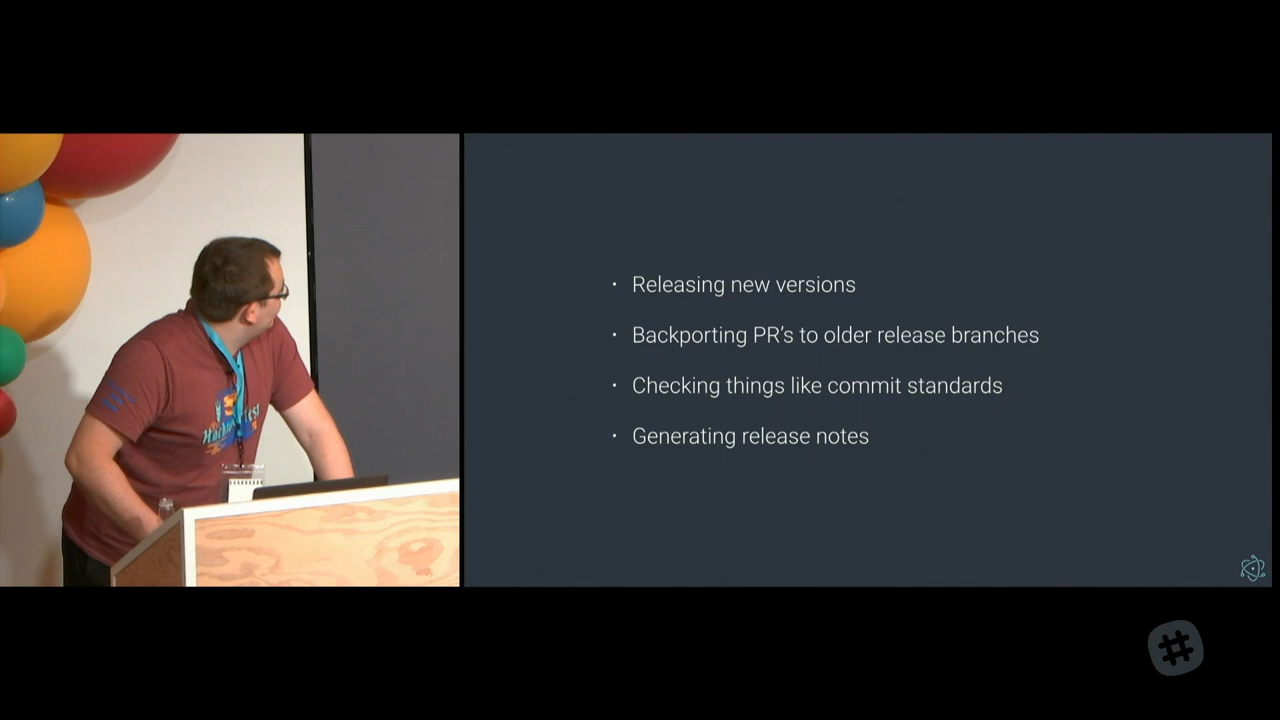 Releasing new versions
Backporting PR's to older release branches
Checking things like commit standards
Generating release notes